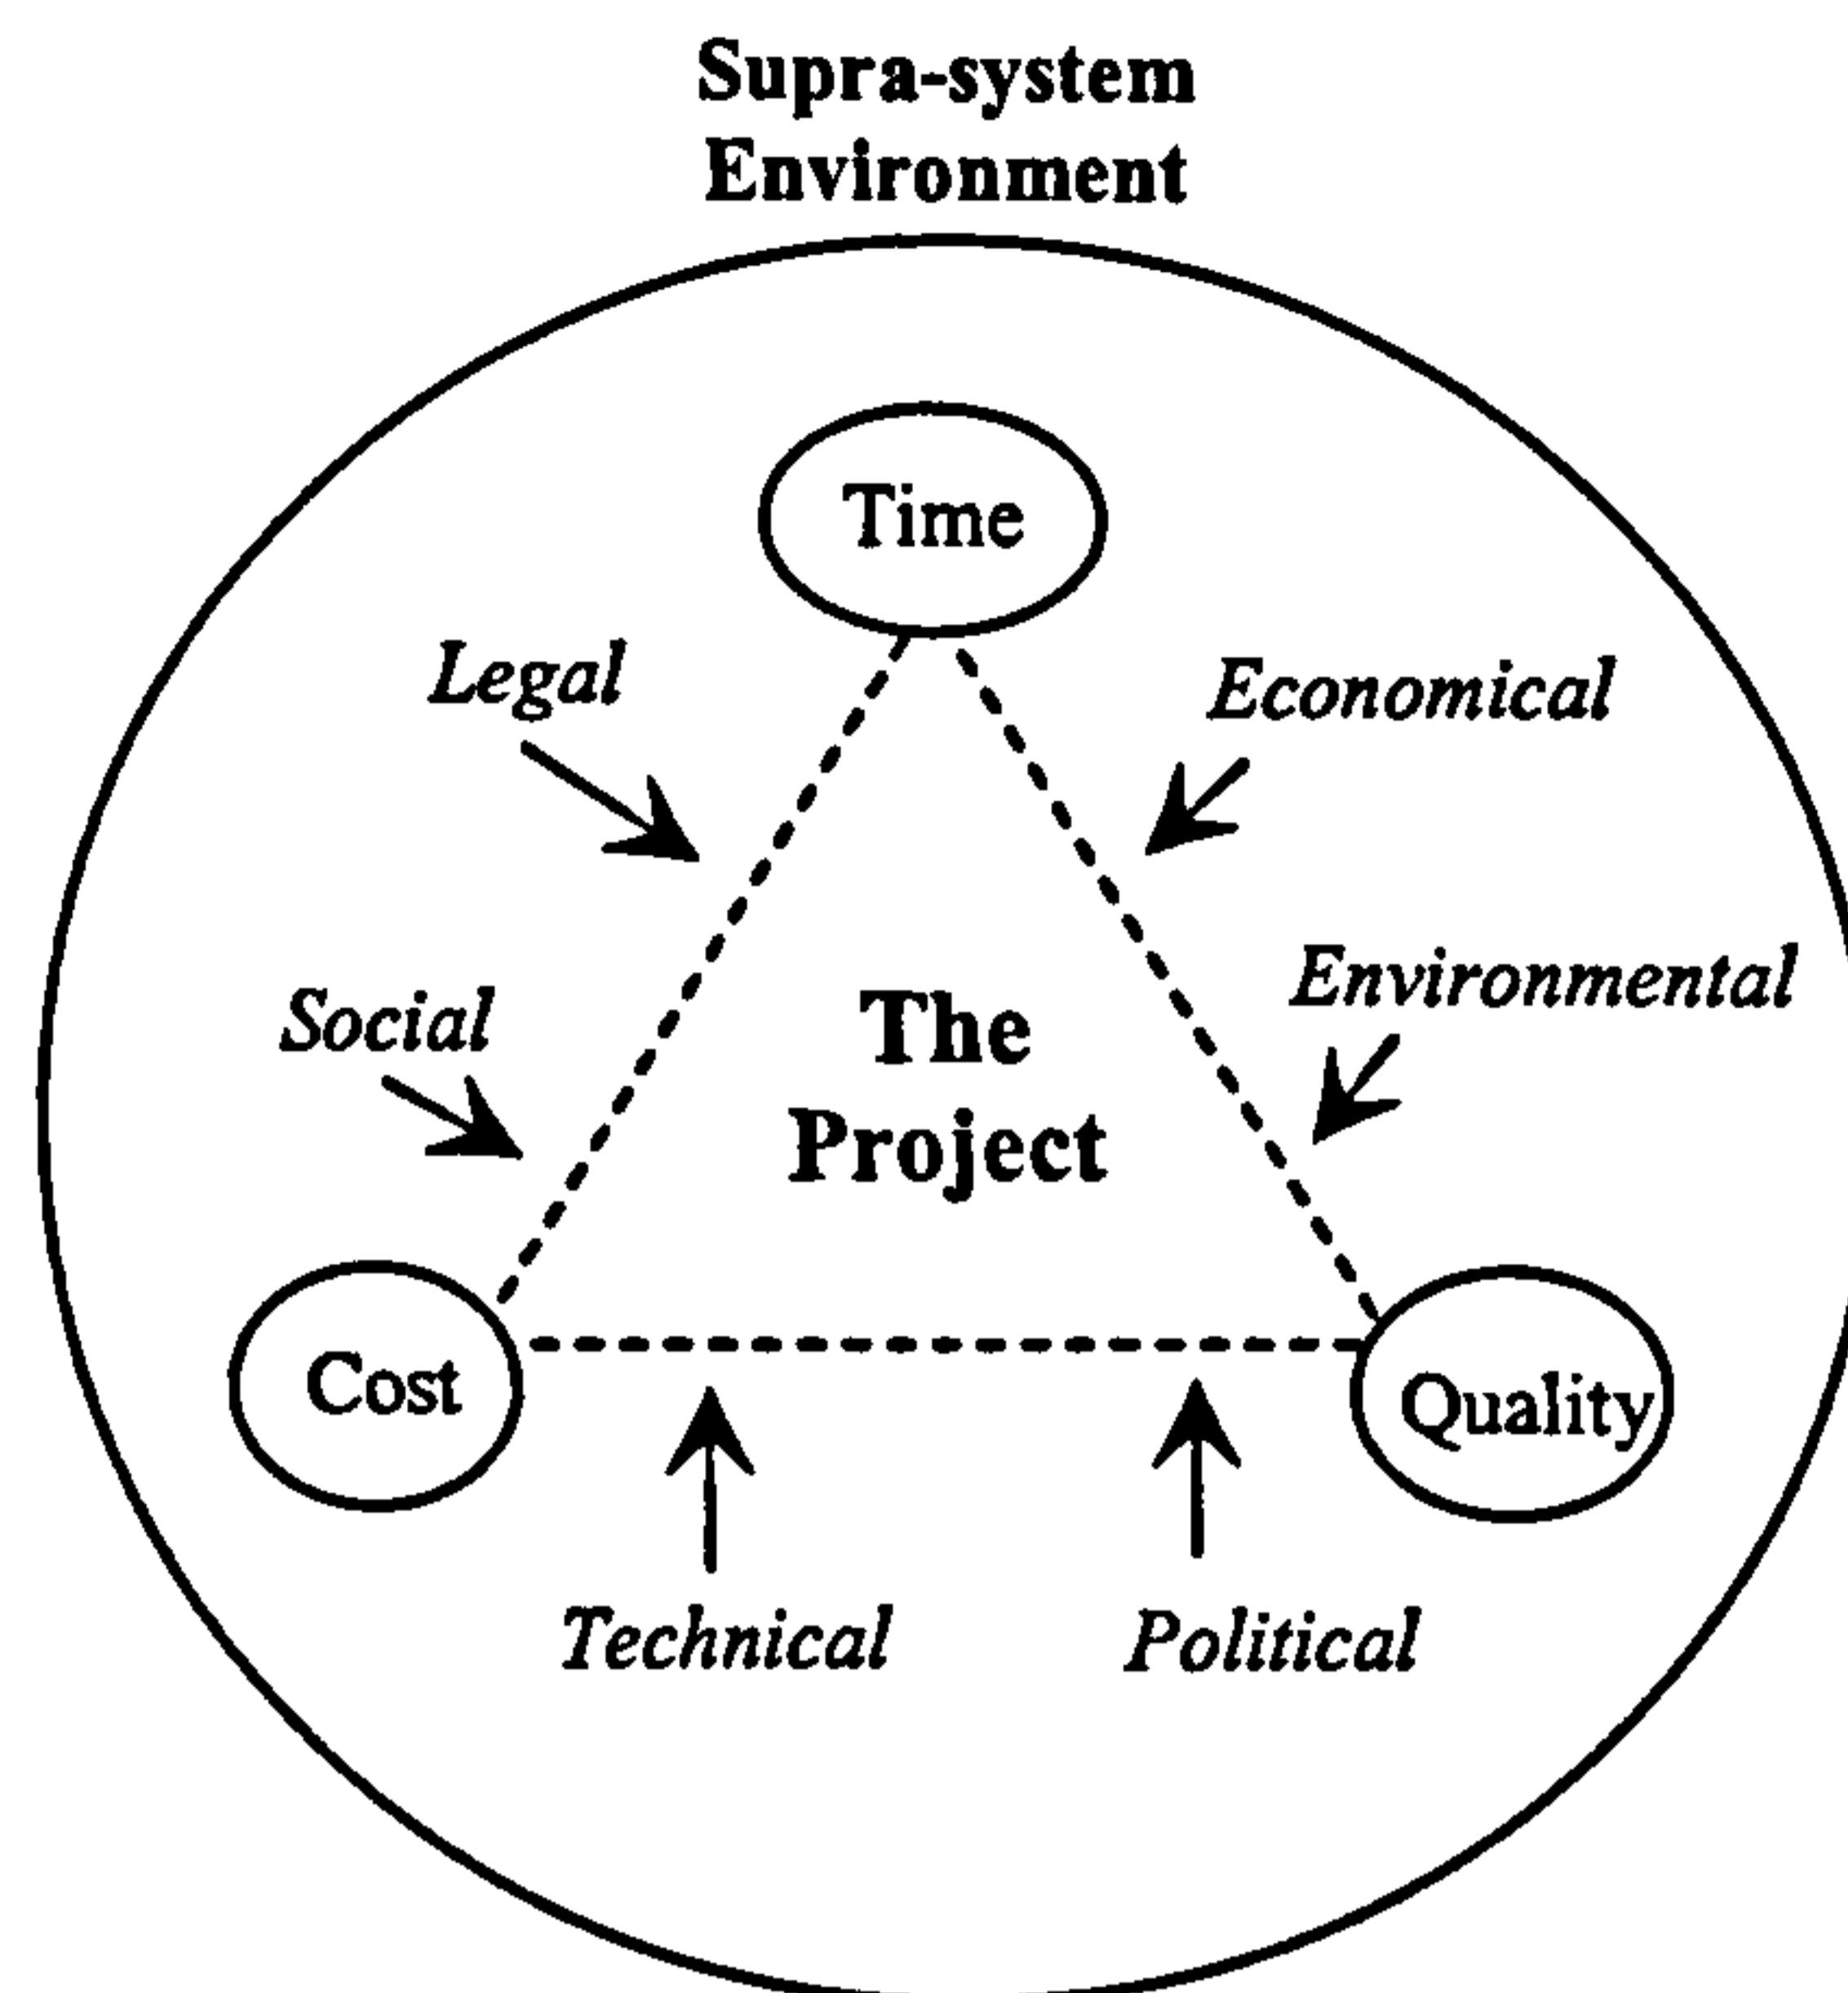 Supra-system
Environment
Time
Legal
Economical
Environmental
Social
The
Project
Cost
Quality
Technical
Political